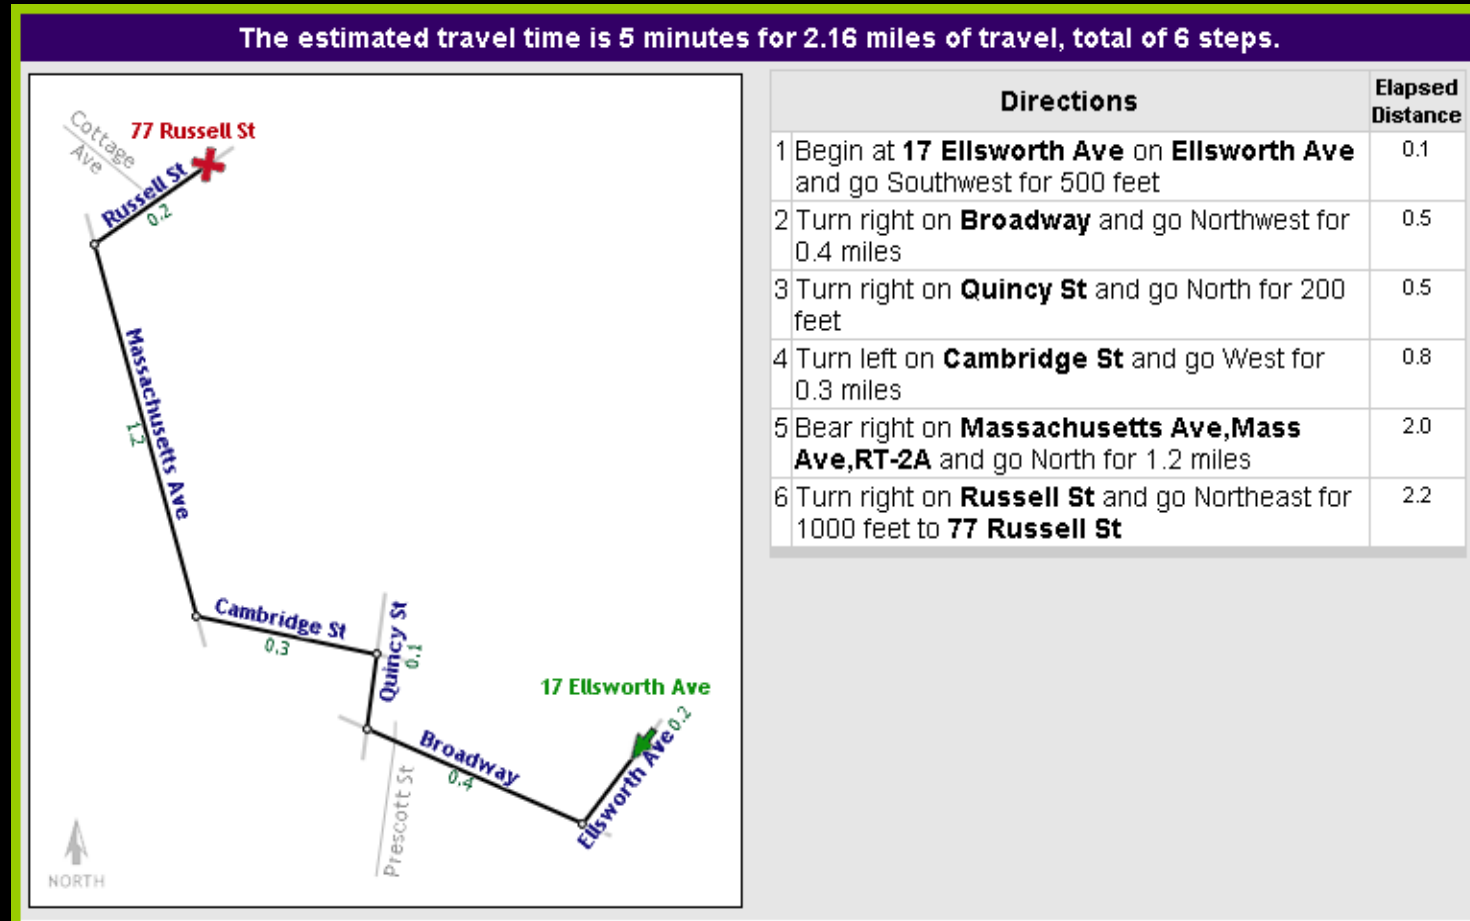 The estimated travel time is 5 minutes for 2.16 miles of travel, total of 6 steps.
Cottage
Ave
77 Russell St
Russell St
0.2
Massachusetts Ave
1.2
Cambridge St
0.3
Quincy St
0.1
17 Ellsworth Ave
0.2
Ellsworth Ave
Broadway
0.4
Prescott St
NORTH
Directions
Elapsed
Distance
1 Begin at 17 Ellsworth Ave on Ellsworth Ave 0.1
and go Southwest for 500 feet
2 Turn right on Broadway and go Northwest for 0.5
0.4 miles
3 Turn right on Quincy St and go North for 200 0.5
feet
4 Turn left on Cambridge St and go West for 0.8
0.3 miles
5 Bear right on Massachusetts Ave,Mass 2.0
Ave,RT-2A and go North for 1.2 miles
6 Turn right on Russell St and go Northeast for 2.2
1000 feet to 77 Russell St